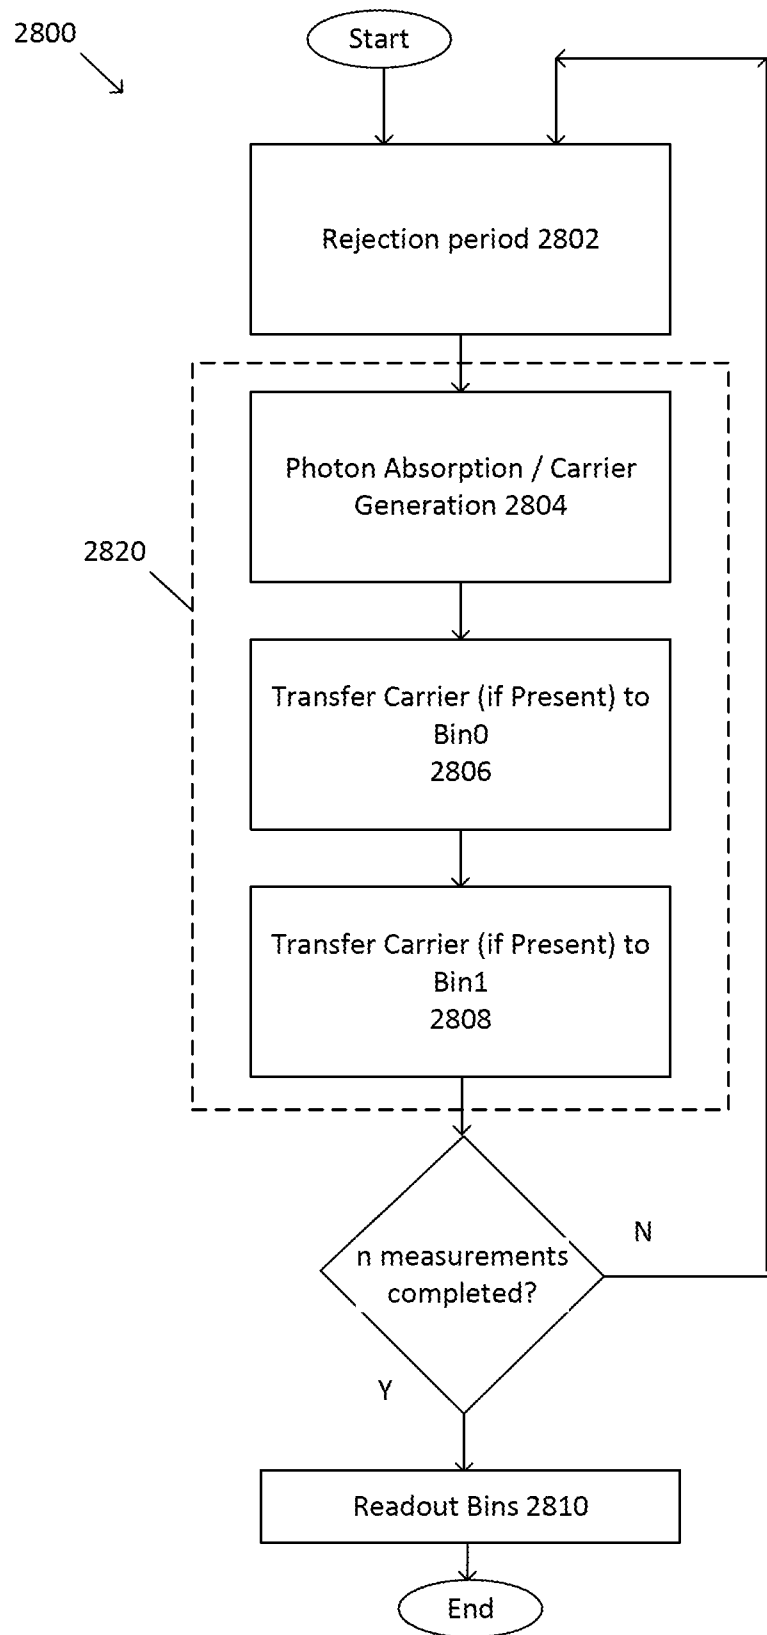 2800
Start
Rejection period 2802
Photon Absorption / Carrier
Generation 2804
2820
Transfer Carrier (if Present) to
Bin0
2806
Transfer Carrier (if Present) to
Bin1
2808
N
n measurements
completed?
Y
Readout Bins 2810
End